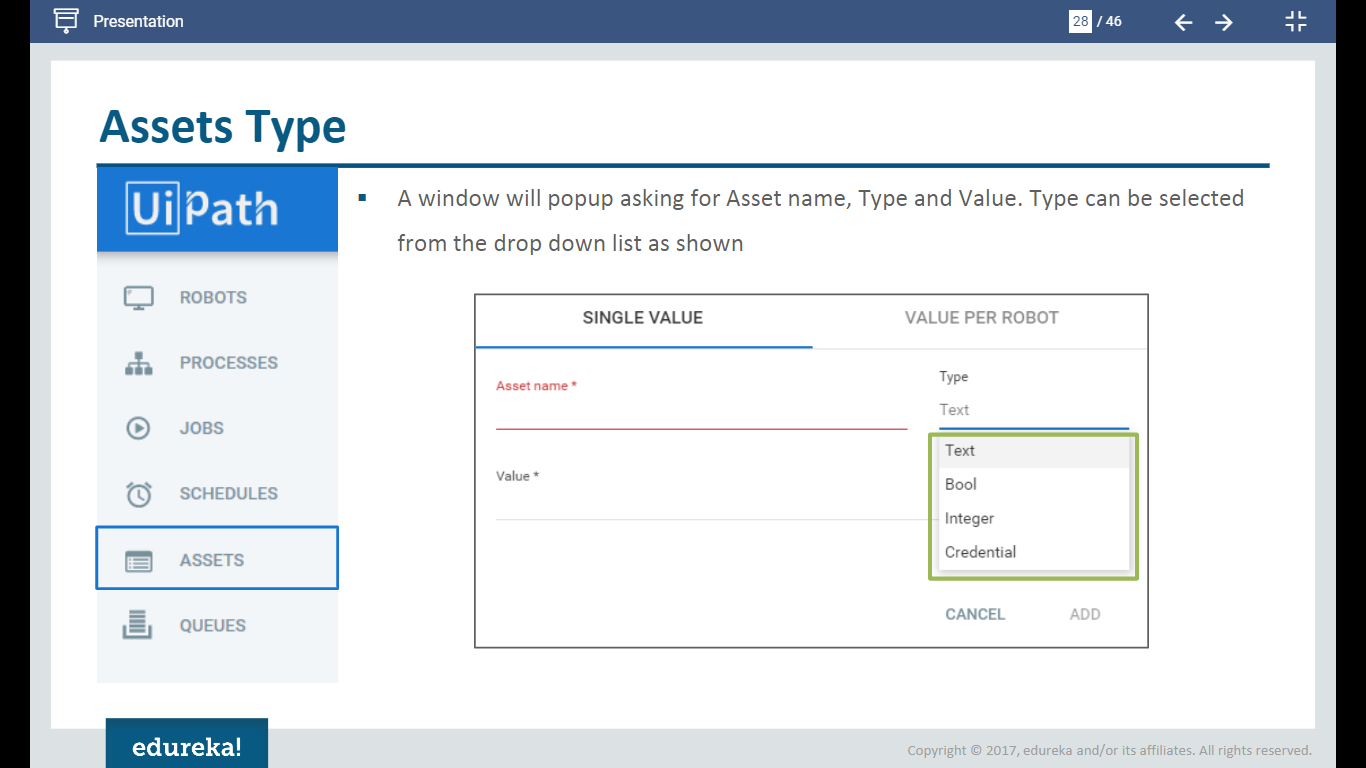 Presentation
28 / 46
Assets Type
UiPath
ROBOTS
PROCESSES
JOBS
SCHEDULES
ASSETS
QUEUES
A window will popup asking for Asset name, Type and Value. Type can be selected
from the drop down list as shown
SINGLE VALUE
VALUE PER ROBOT
Asset name *
Type
Text
Value *
Text
Bool
Integer
Credential
CANCEL
ADD
edureka!
Copyright © 2017, edureka and/or its affiliates. All rights reserved.